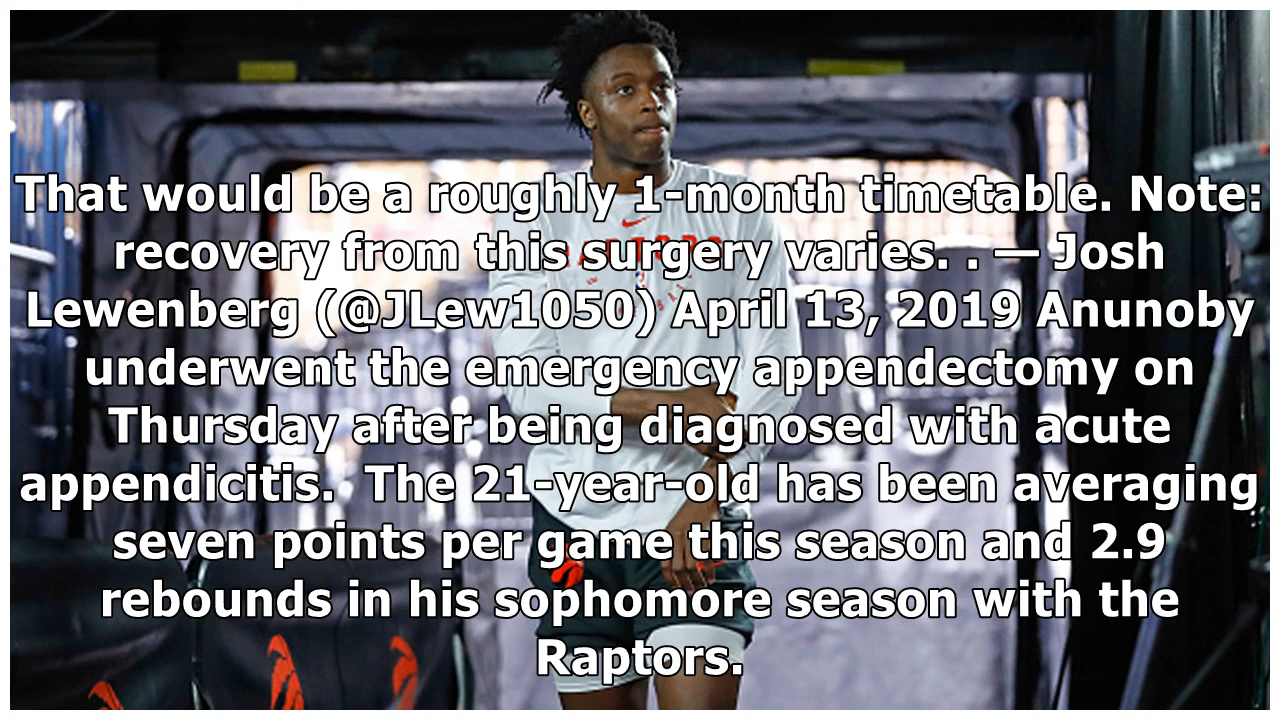 That would be a roughly 1-month timetable. Note:
recovery from this surgery varies. . — Josh
Lewenberg (@JLew1050) April 13, 2019 Anunoby
underwent the emergency appendectomy on
Thursday after being diagnosed with acute
appendicitis.  The 21-year-old has been averaging
seven points per game this season and 2.9
rebounds in his sophomore season with the
Raptors.